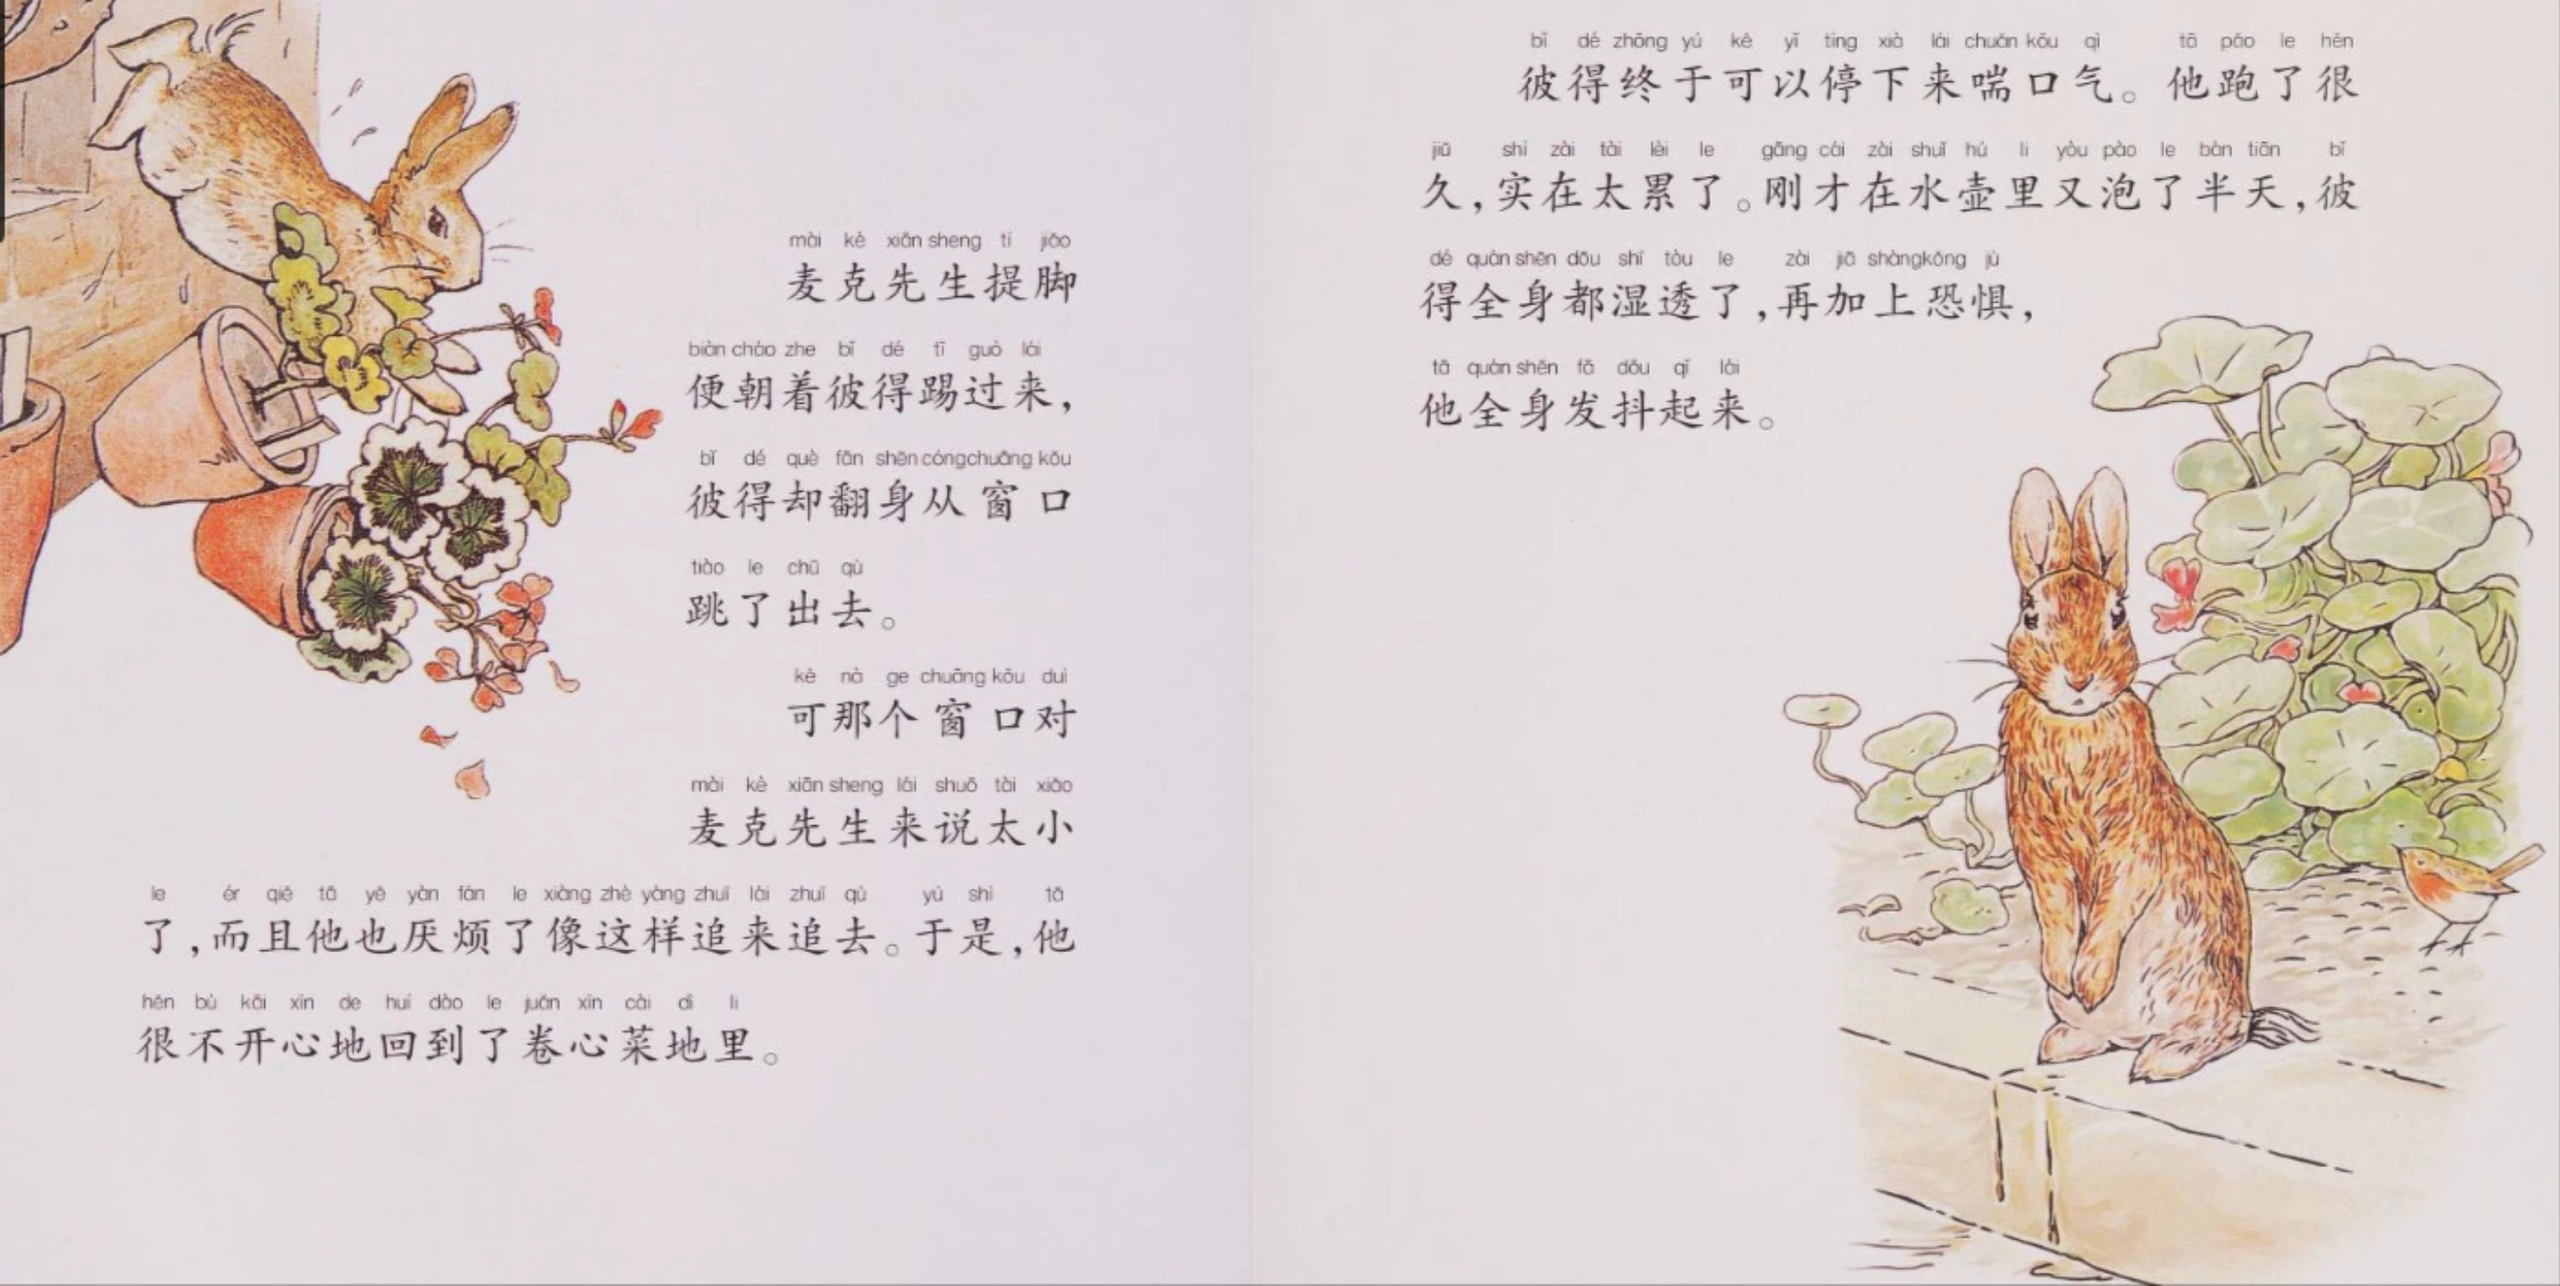 mài kè xiān sheng tí jiǎo
麦克先生提脚
biàn cháo zhe bǐ dé tī guò lái
便朝着彼得踢过来，
bǐ dé què fān shēn cóng chuāng kǒu
彼得却翻身从窗口
tiào le chū qù
跳了出去。
kě nà ge chuāng kǒu duì
可那个窗口对
mài kè xiān sheng lái shuō tài xiǎo
麦克先生来说太小
le ér qiě tā yě yàn fán le xiàng zhè yàng zhuī lái zhuī qù yú shì tā
了，而且他也厌烦了像这样追来追去。于是，他
hěn bù kāi xīn de huí dào le juǎn xīn cài dì li
很不开心地回到了卷心菜地里。
bǐ dé zhōng yú kě yǐ tíng xià lái chuǎn kǒu qì tā pǎo le hěn
彼得终于可以停下来喘口气。他跑了很
jiǔ shí zài tài lèi le gāng cái zài shuǐ hú li yòu pào le bàn tiān bǐ
久，实在太累了。刚才在水壶里又泡了半天，彼
dé quán shēn dōu shī tòu le zài jiā shàng kǒng jù
得全身都湿透了，再加上恐惧，
tā quán shēn fā dǒu qǐ lái
他全身发抖起来。